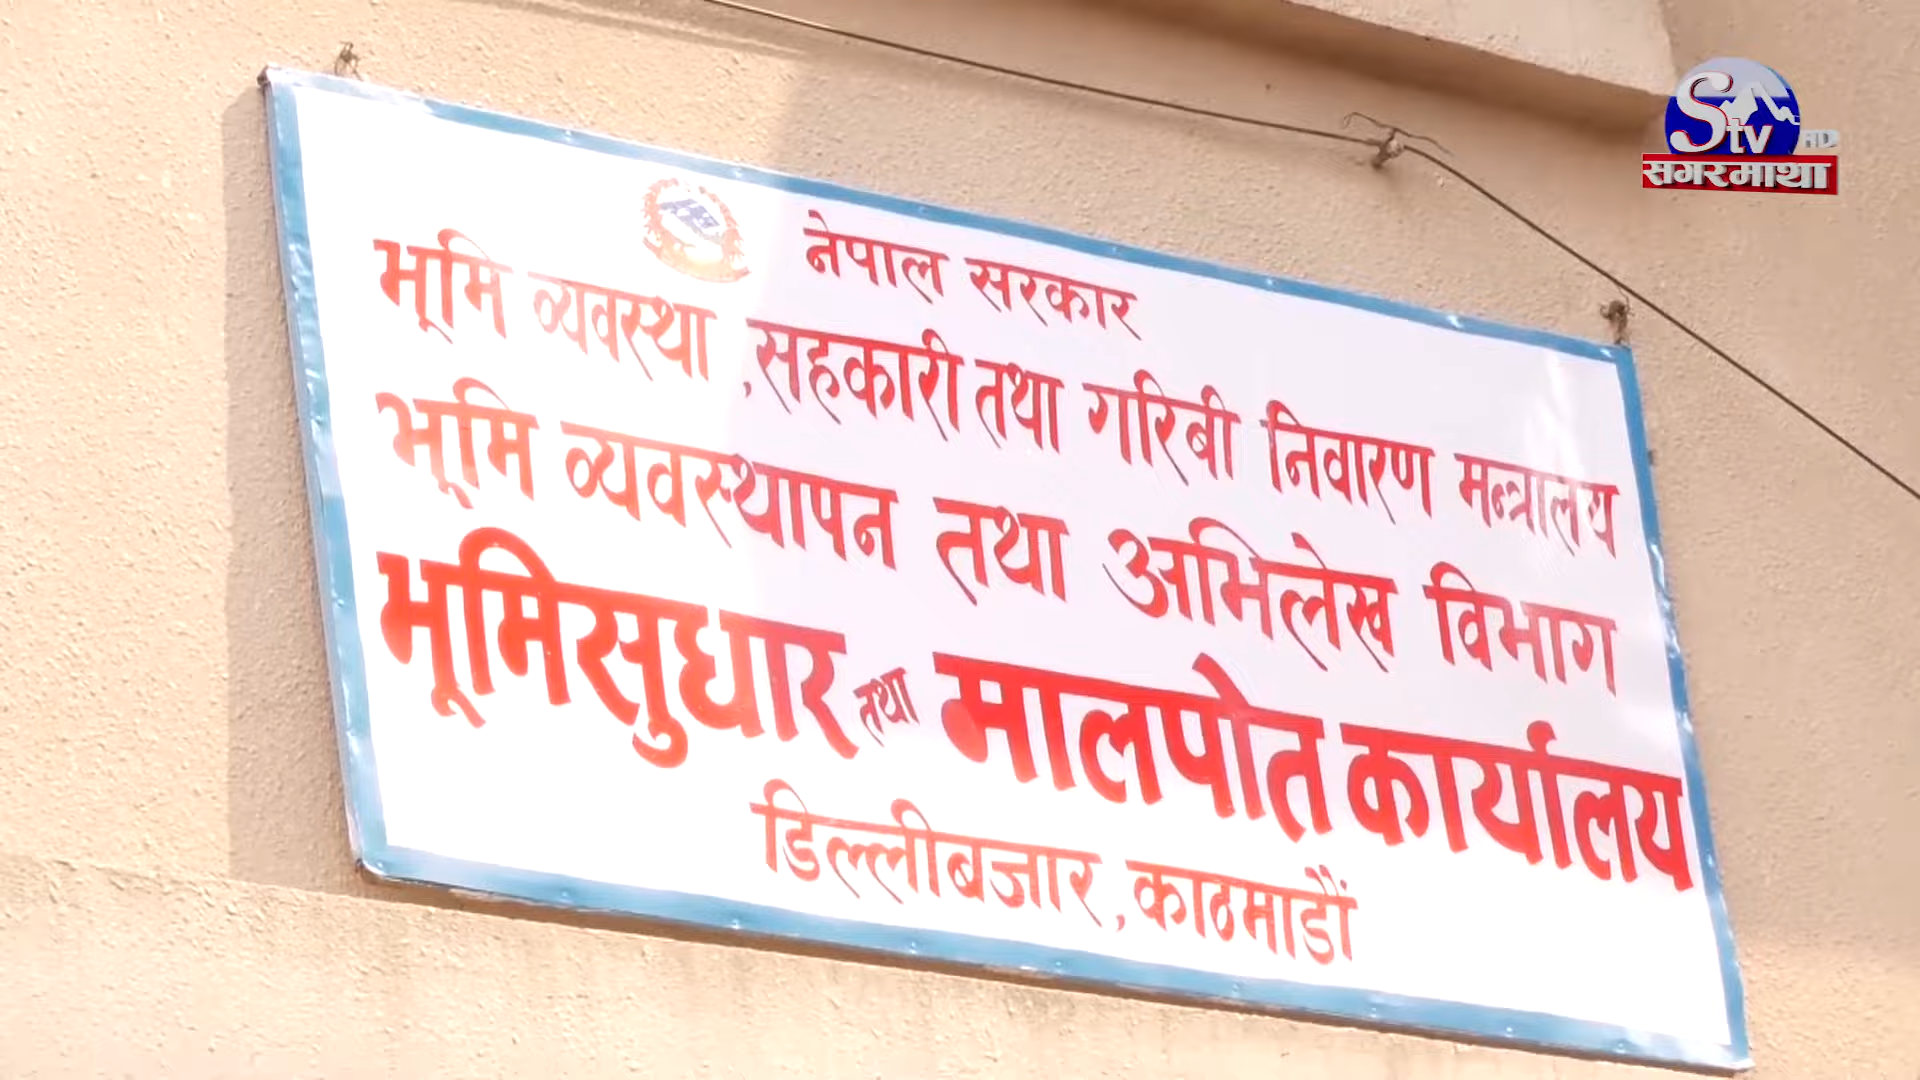 नेपाल सरकार
भूमि व्यवस्था ,सहकारी तथा गरिबी निवारण मन्त्रालय
भूमि व्यवस्थापन तथा अभिलेख विभाग
भूमिसुधार तथा मालपोत कार्यालय
डिल्लीबजार ,काठमाडौं
Stv HD
सगरमाथा